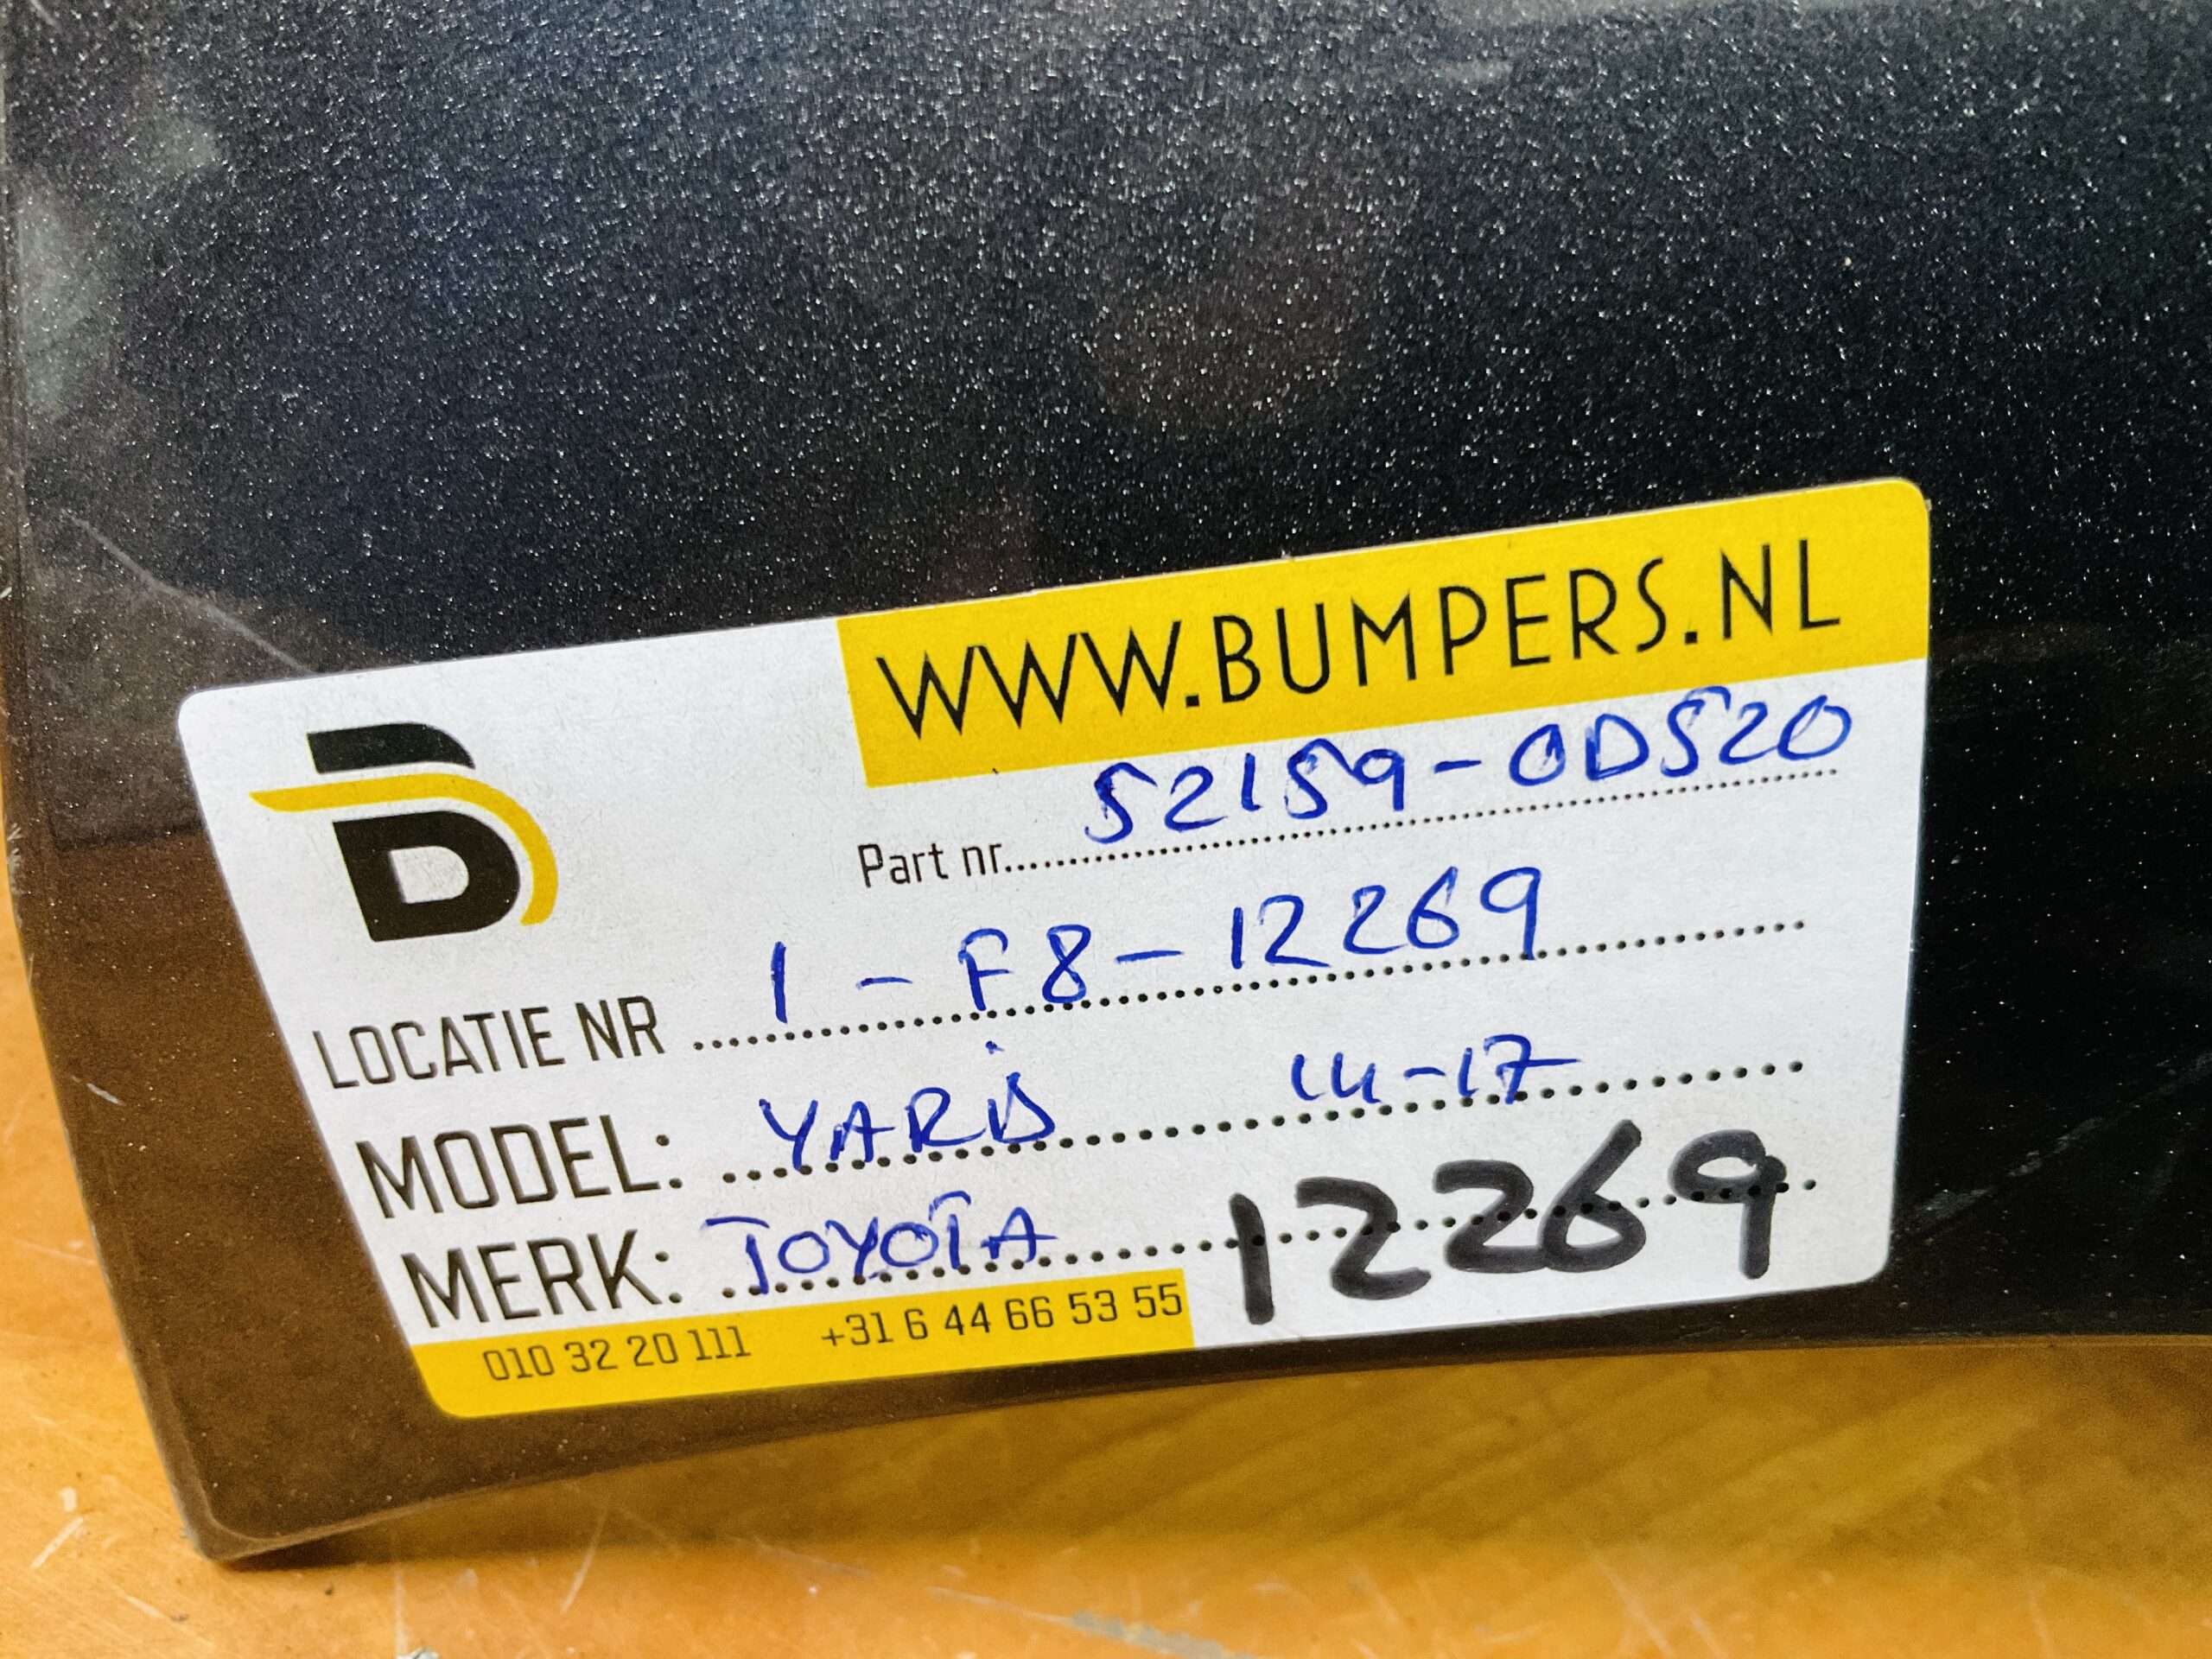 WWW.BUMPERS.NL
Part nr. 52159-0D520
LOCATIE NR 1-F8-12269
MODEL: YARiS 14-17
MERK: TOYOTA 12269
010 32 20 111 +31 6 44 66 53 55